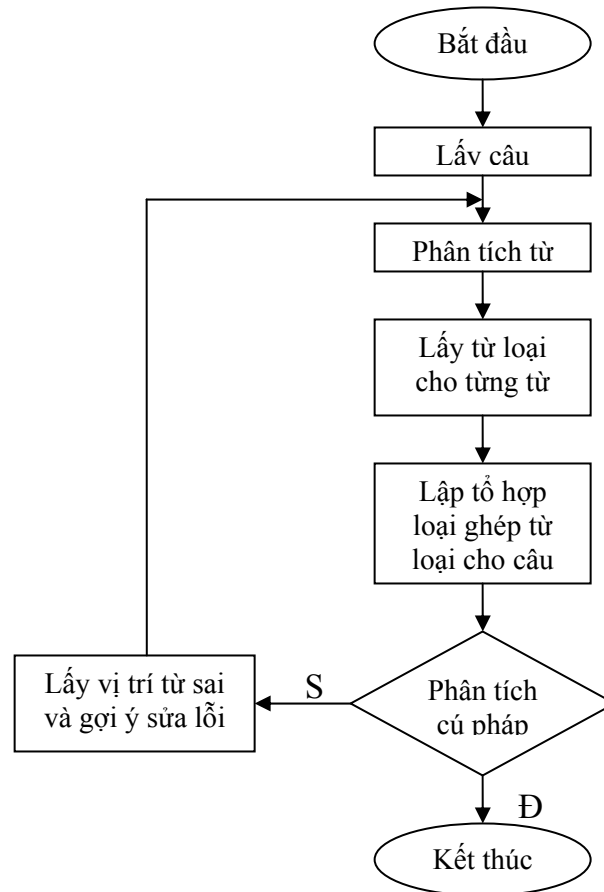 Bắt đầu
Lấy câu
Phân tích từ
Lấy từ loại
cho từng từ
Lập tổ hợp
loại ghép từ
loại cho câu
Lấy vị trí từ sai
và gợi ý sửa lỗi
S
Phân tích
cú pháp
Đ
Kết thúc